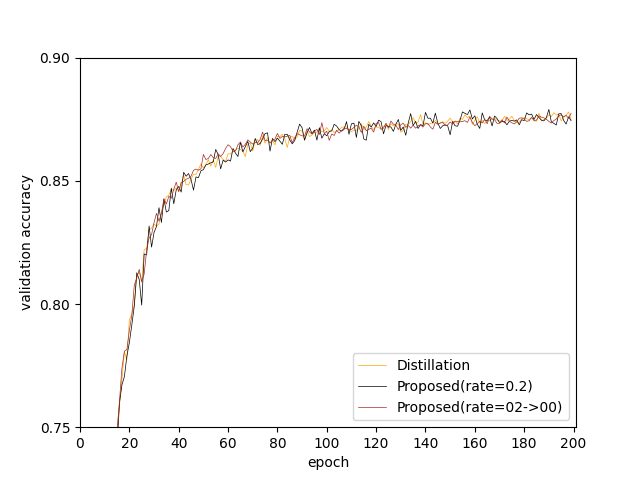 0.90
0.85
0.80
0.75
validation accuracy
Distillation
Proposed(rate=0.2)
Proposed(rate=02->00)
0 20 40 60 80 100 120 140 160 180 200
epoch